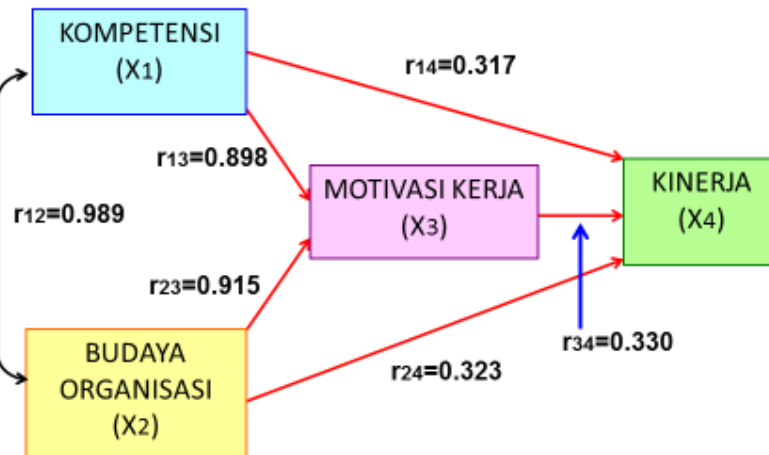 KOMPETENSI
(X1)
r14=0.317
r13=0.898
MOTIVASI KERJA
(X3)
KINERJA
(X4)
r12=0.989
r23=0.915
BUDAYA
ORGANISASI
(X2)
r34=0.330
r24=0.323